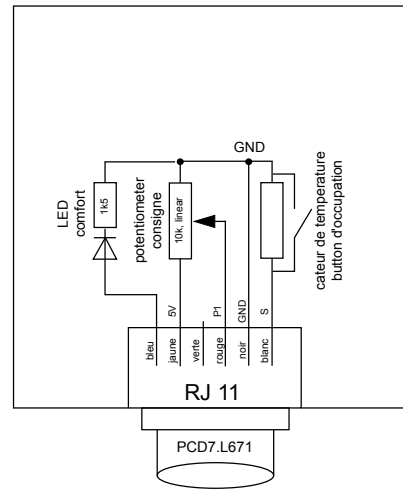 GND
LED
comfort
1k5
potentiometer
consigne
10k, linear
cateur de temperature
button d'occupation
5V
P1
GND
S
bleu
jaune
verte
rouge
noir
blanc
RJ 11
PCD7.L671